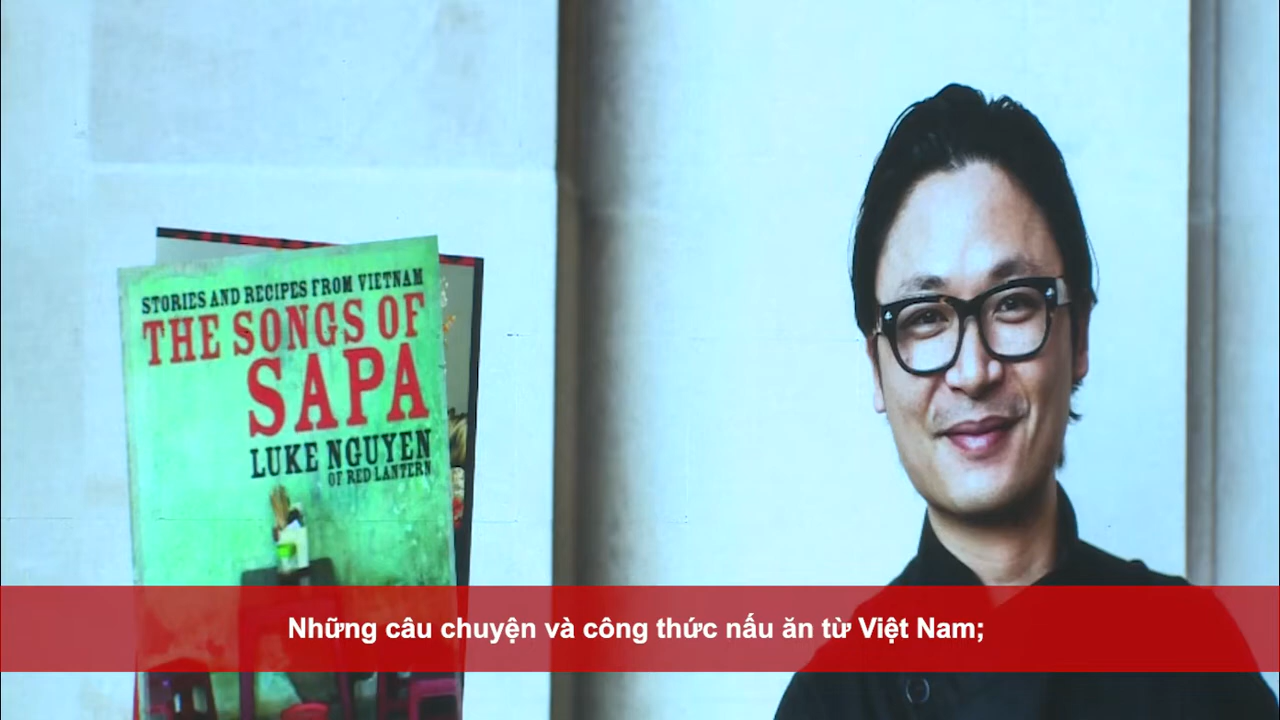 STORIES AND RECIPES FROM VIETNAM
THE SONGS OF
SAPA
LUKE NGUYEN
OF RED LANTERN
Những câu chuyện và công thức nấu ăn từ Việt Nam;